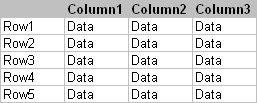 Column1 Column2 Column3
Row1 Data Data Data
Row2 Data Data Data
Row3 Data Data Data
Row4 Data Data Data
Row5 Data Data Data